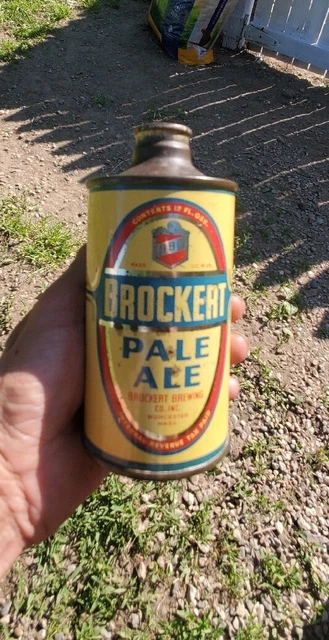 CONTENTS 12 FL. OZS.
BROCKERT
PALE
ALE
BROCKERT BREWING
CO. INC.
WORCESTER
MASS.
INTERNAL REVENUE TAX PAID